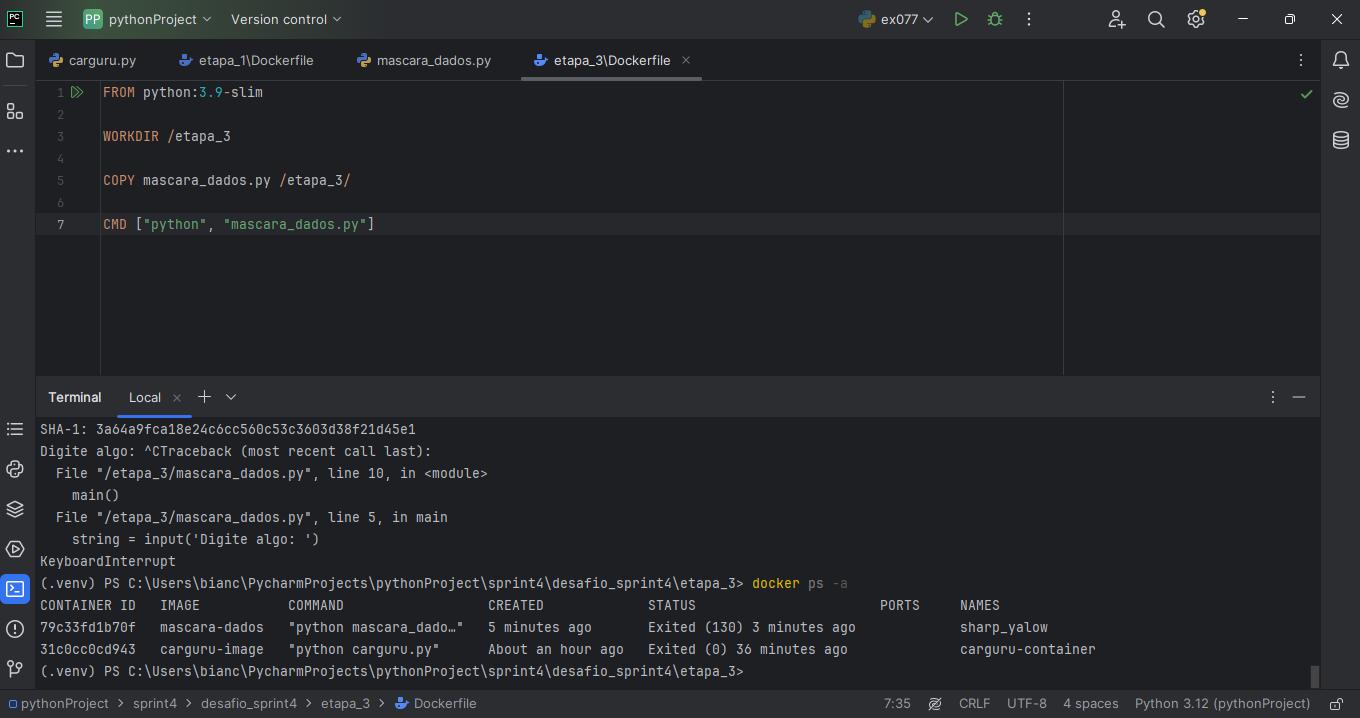 PC
PP pythonProject Version control ex077
carguru.py etapa_1\Dockerfile mascara_dados.py etapa_3\Dockerfile
1 FROM python:3.9-slim
2
3 WORKDIR /etapa_3
4
5 COPY mascara_dados.py /etapa_3/
6
7 CMD ["python", "mascara_dados.py"]
Terminal Local
SHA-1: 3a64a9fca18e24c6cc560c53c3603d38f21d45e1
Digite algo: ^CTraceback (most recent call last):
File "/etapa_3/mascara_dados.py", line 10, in <module>
main()
File "/etapa_3/mascara_dados.py", line 5, in main
string = input('Digite algo: ')
KeyboardInterrupt
(.venv) PS C:\Users\bianc\PycharmProjects\pythonProject\sprint4\desafio_sprint4\etapa_3> docker ps -a
CONTAINER ID IMAGE COMMAND CREATED STATUS PORTS NAMES
79c33fd1b70f mascara-dados "python mascara_dado…" 5 minutes ago Exited (130) 3 minutes ago sharp_yalow
31c0cc0cd943 carguru-image "python carguru.py" About an hour ago Exited (0) 36 minutes ago carguru-container
(.venv) PS C:\Users\bianc\PycharmProjects\pythonProject\sprint4\desafio_sprint4\etapa_3>
pythonProject > sprint4 > desafio_sprint4 > etapa_3 > Dockerfile 7:35 CRLF UTF-8 4 spaces Python 3.12 (pythonProject)